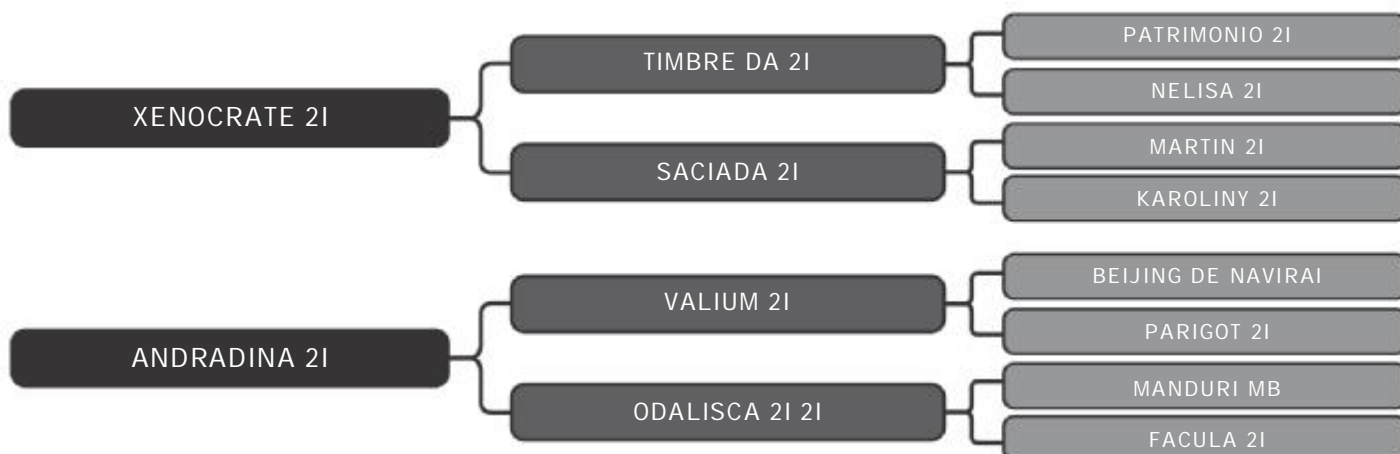 XENOCRATE 2I
TIMBRE DA 2I
PATRIMONIO 2I
NELISA 2I
SACIADA 2I
MARTIN 2I
KAROLINY 2I
ANDRADINA 2I
VALIUM 2I
BEIJING DE NAVIRAI
PARIGOT 2I
ODALISCA 2I 2I
MANDURI MB
FACULA 2I